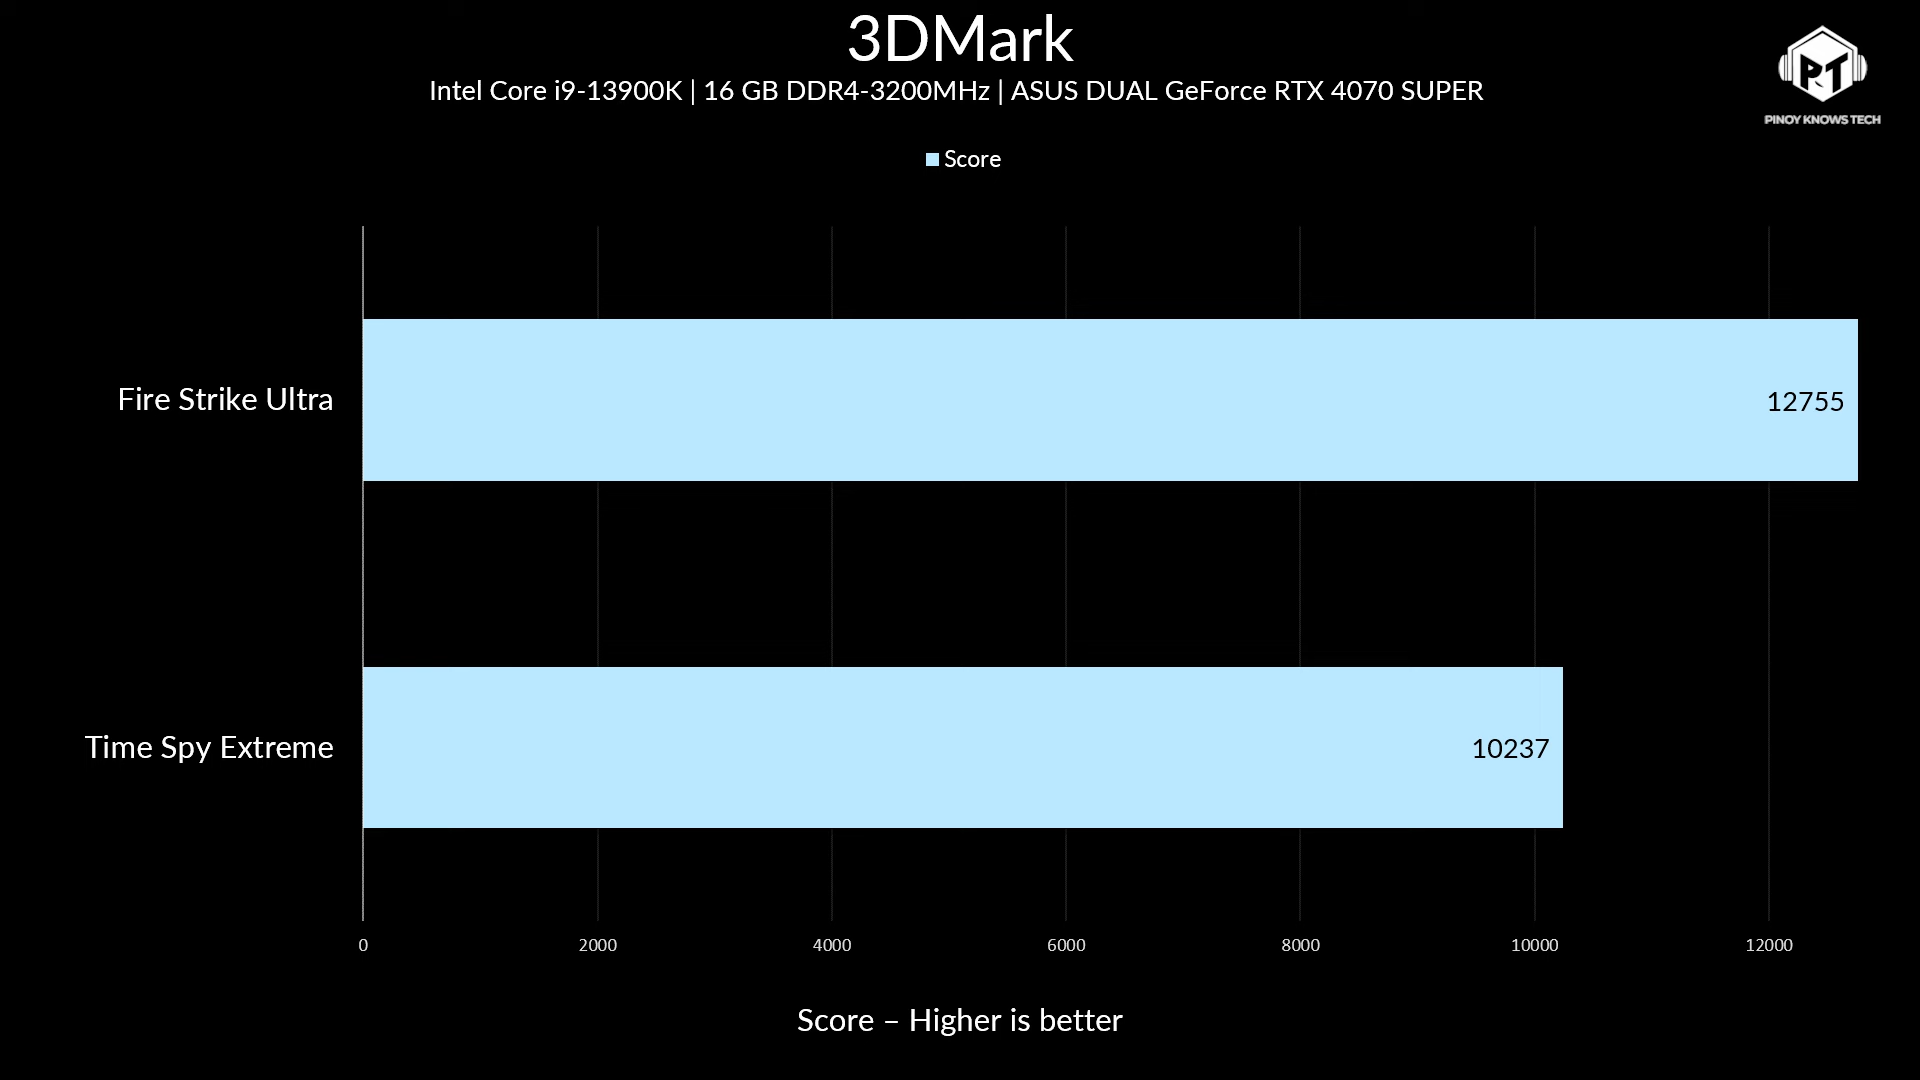 3DMark
Intel Core i9-13900K | 16 GB DDR4-3200MHz | ASUS DUAL GeForce RTX 4070 SUPER
PT
PINOY KNOWS TECH
Score
Fire Strike Ultra
12755
Time Spy Extreme
10237
0 2000 4000 6000 8000 10000 12000
Score – Higher is better